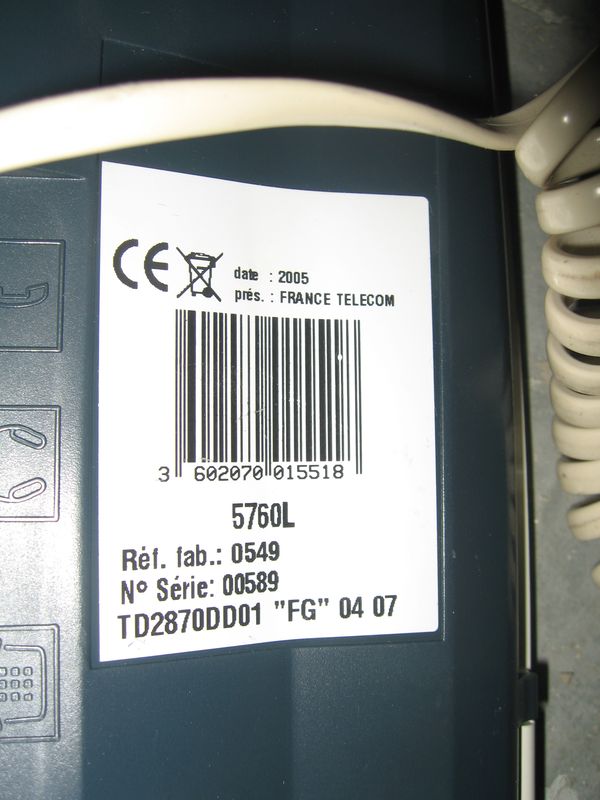 CE
date : 2005
prés. : FRANCE TELECOM
3 602070 015518
5760L
Réf. fab.: 0549
Nº Série: 00589
TD2870DD01 "FG" 04 07